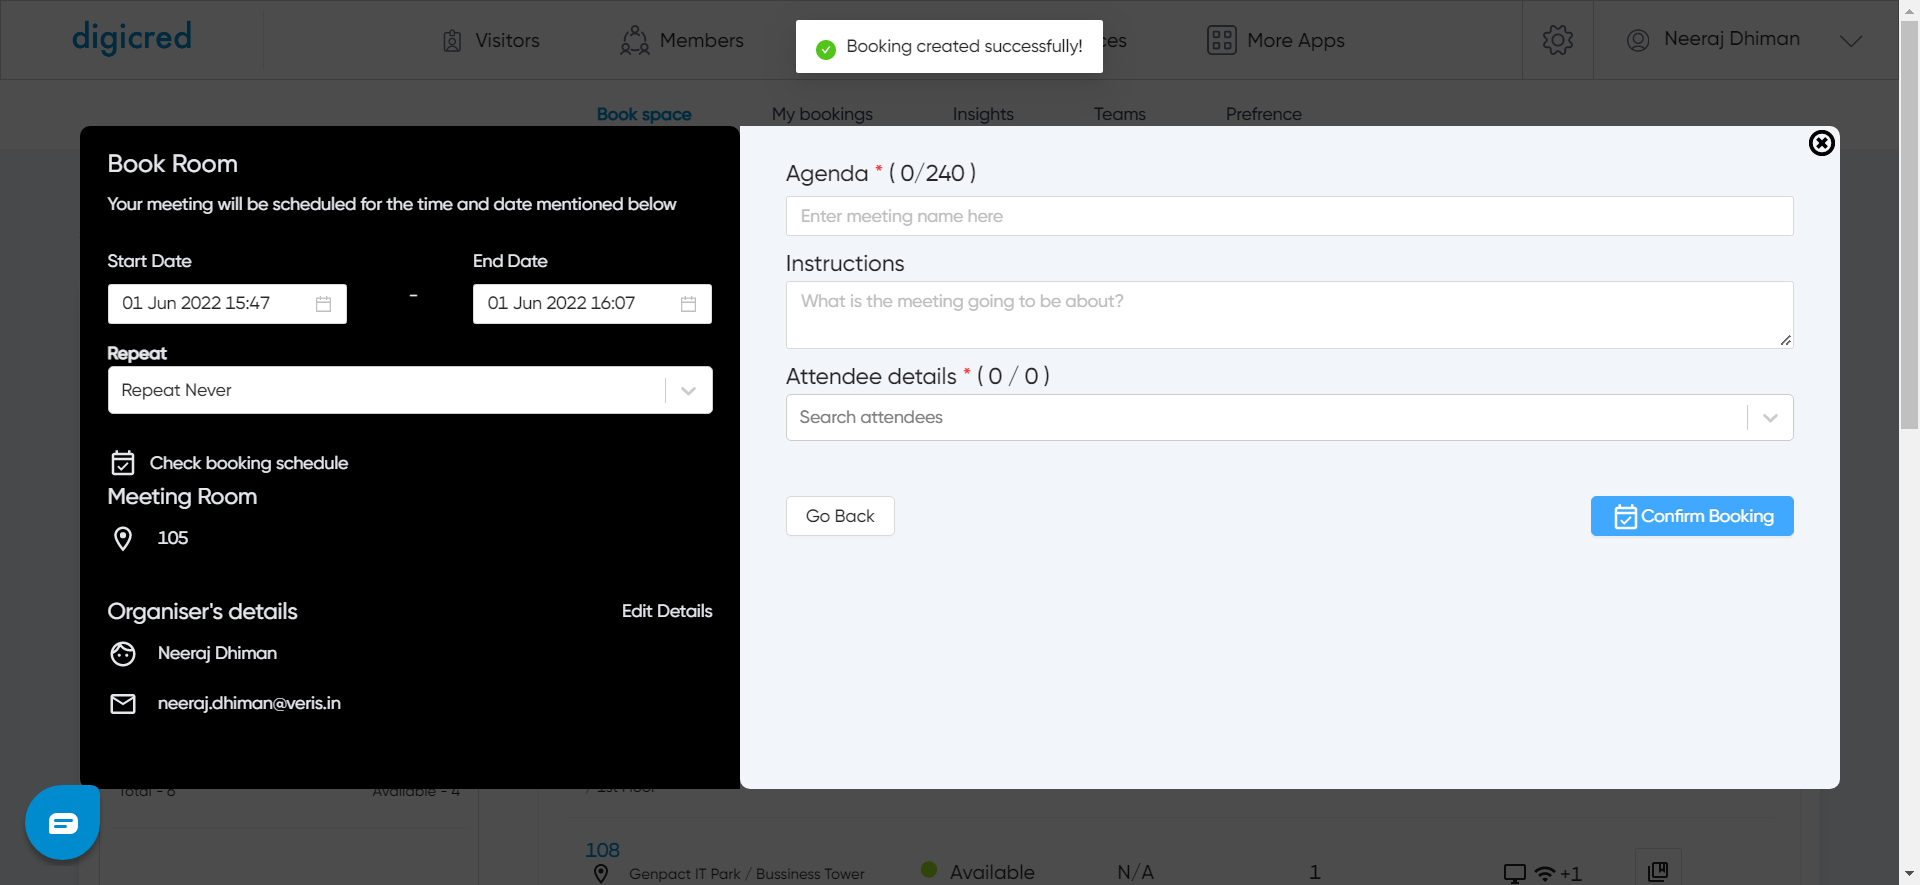 digicred
Visitors
Members
ces
More Apps
Neeraj Dhiman
Booking created successfully!
Book space
My bookings
Insights
Teams
Prefrence
Book Room
Your meeting will be scheduled for the time and date mentioned below
Start Date
End Date
01 Jun 2022 15:47
-
01 Jun 2022 16:07
Repeat
Repeat Never
Check booking schedule
Meeting Room
105
Organiser's details
Edit Details
Neeraj Dhiman
neeraj.dhiman@veris.in
Agenda * ( 0/240 )
Enter meeting name here
Instructions
What is the meeting going to be about?
Attendee details * ( 0 / 0 )
Search attendees
Go Back
Confirm Booking
Total - 8
Available - 4
/ 1st Floor
108
Genpact IT Park / Bussiness Tower
Available
N/A
1
+1